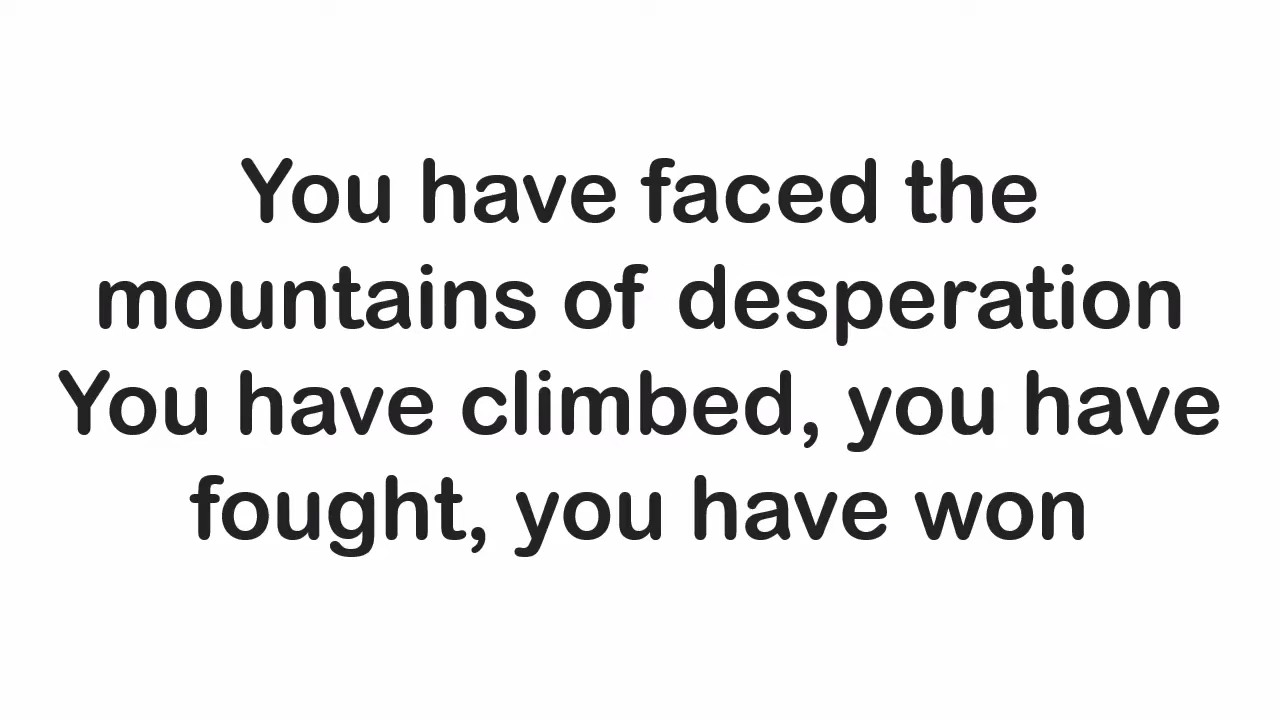 You have faced the
mountains of desperation
You have climbed, you have
fought, you have won